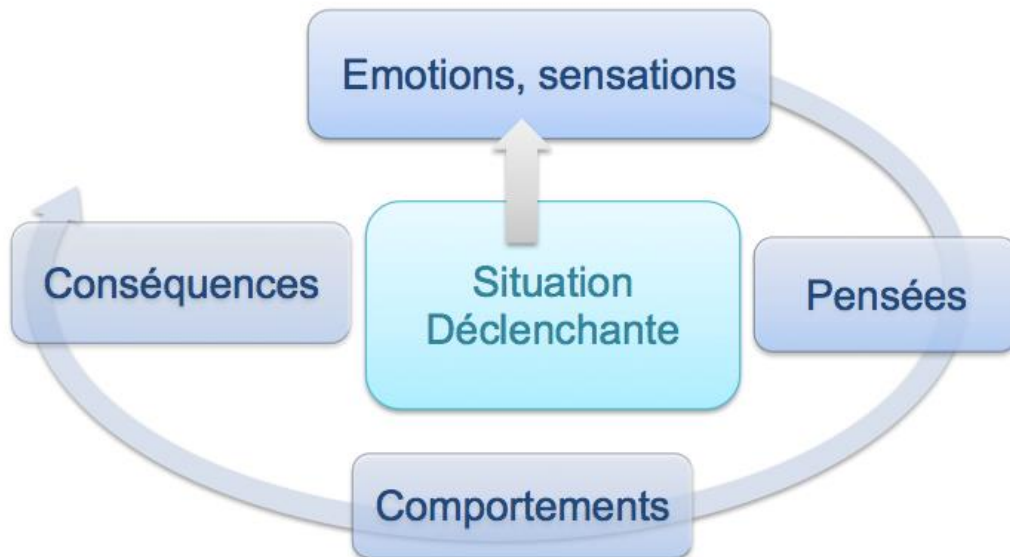 Emotions, sensations
Conséquences
Situation
Déclenchante
Pensées
Comportements